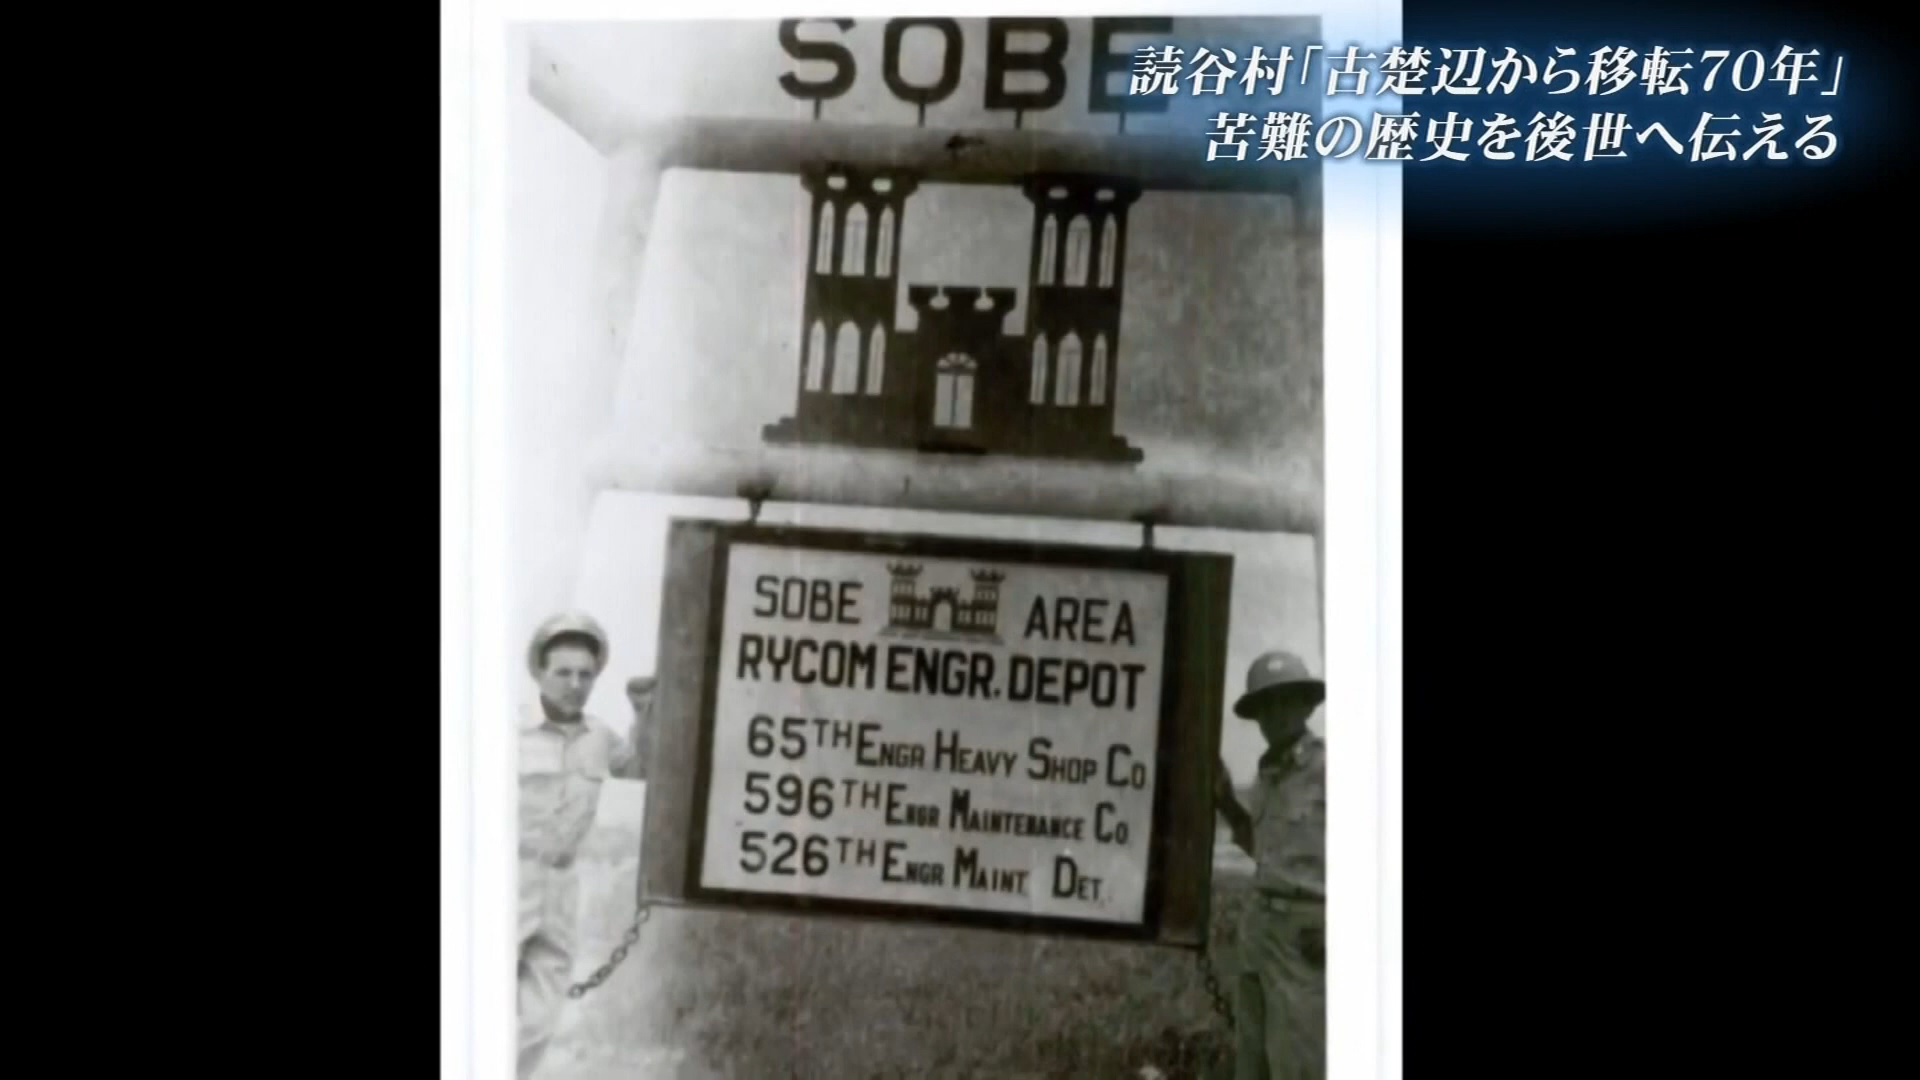 読谷村「古楚辺から移転70年」
苦難の歴史を後世へ伝える
SOBE
SOBE AREA
RYCOM ENGR. DEPOT
65TH ENGR HEAVY SHOP CO
596TH ENGR MAINTENANCE CO
526TH ENGR MAINT DET.